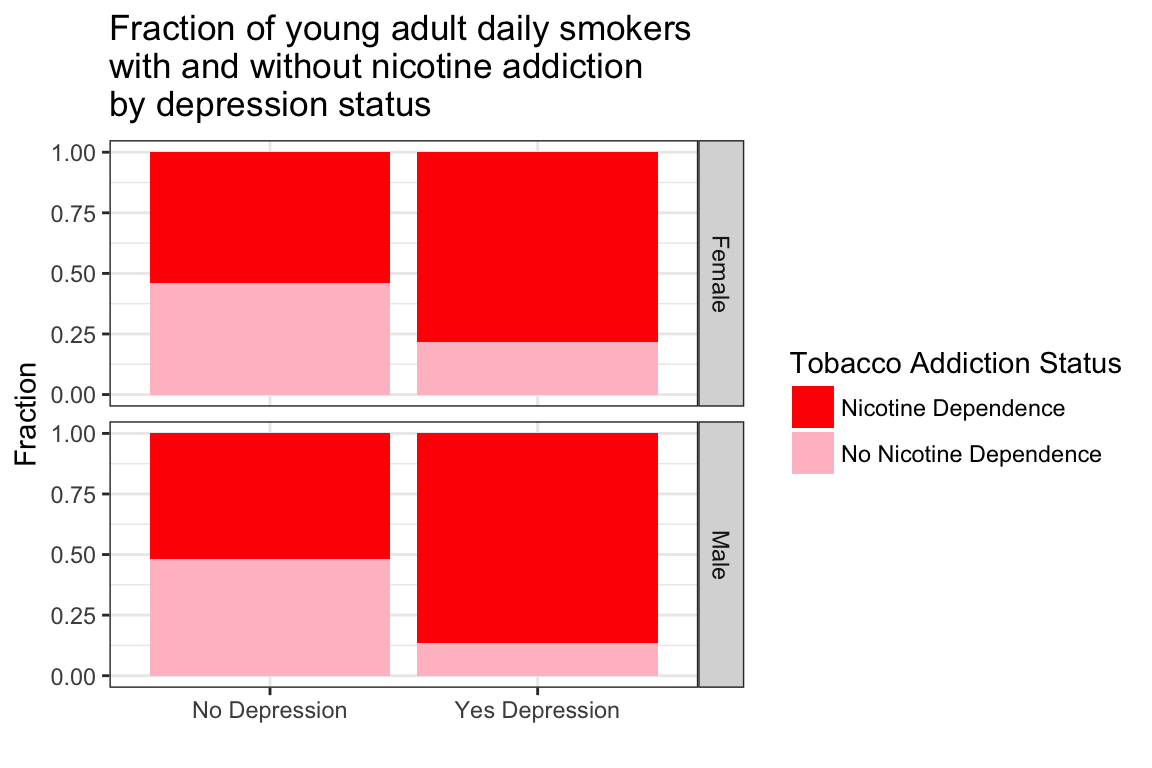 Fraction of young adult daily smokers
with and without nicotine addiction
by depression status
Fraction
1.00
0.75
0.50
0.25
0.00
Female
1.00
0.75
0.50
0.25
0.00
Male
No Depression
Yes Depression
Tobacco Addiction Status
Nicotine Dependence
No Nicotine Dependence